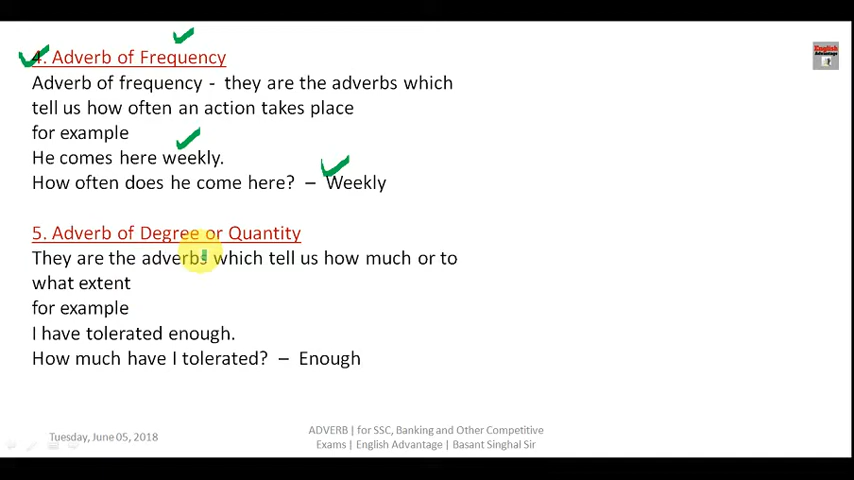 4. Adverb of Frequency
Adverb of frequency - they are the adverbs which
tell us how often an action takes place
for example
He comes here weekly.
How often does he come here? – Weekly
5. Adverb of Degree or Quantity
They are the adverbs which tell us how much or to
what extent
for example
I have tolerated enough.
How much have I tolerated? – Enough
Tuesday, June 05, 2018
ADVERB | for SSC, Banking and Other Competitive
Exams | English Advantage | Basant Singhal Sir
English
Advantage